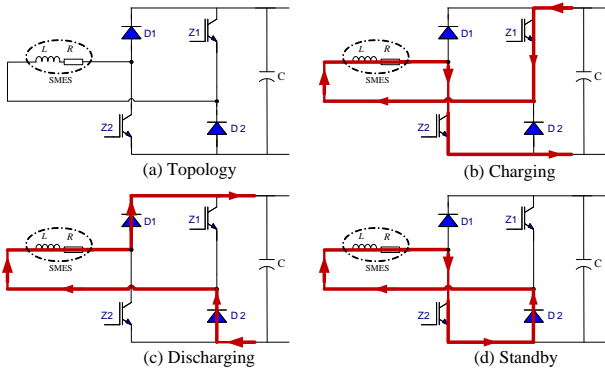 D1
Z1
L
R
SMES
C
Z2
D 2
(a) Topology
D1
Z1
L
R
SMES
C
Z2
D 2
(b) Charging
D1
Z1
L
R
SMES
C
Z2
D 2
(c) Discharging
D1
Z1
L
R
SMES
C
Z2
D 2
(d) Standby